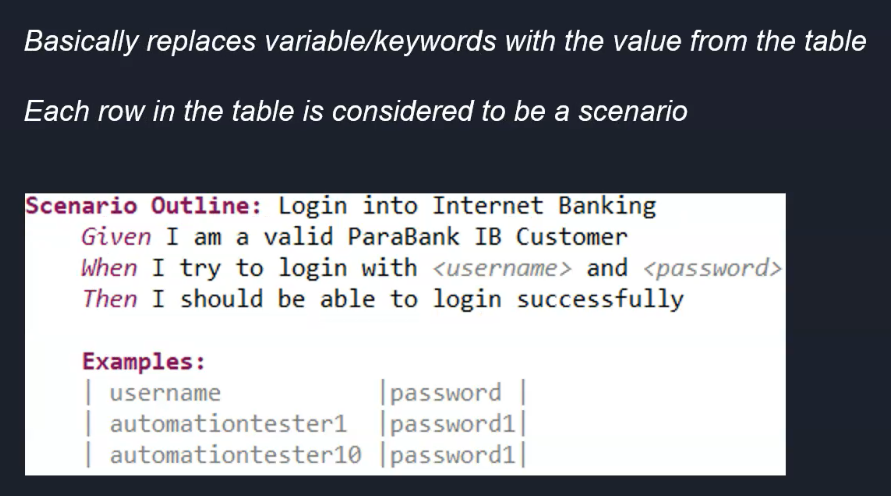 Basically replaces variable/keywords with the value from the table
Each row in the table is considered to be a scenario
Scenario Outline: Login into Internet Banking
Given I am a valid ParaBank IB Customer
When I try to login with <username> and <password>
Then I should be able to login successfully
Examples:
| username |password |
| automationtester1 |password1|
| automationtester10 |password1|